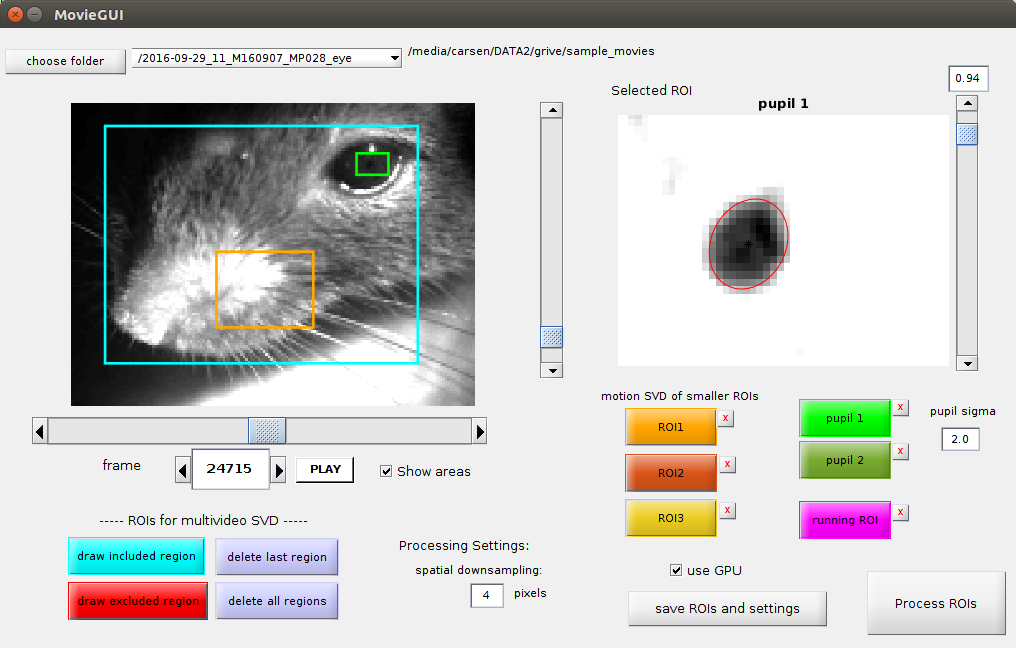 MovieGUI
choose folder
/2016-09-29_11_M160907_MP028_eye
/media/carsen/DATA2/grive/sample_movies
Selected ROI
0.94
pupil 1
frame
24715
PLAY
Show areas
----- ROIs for multivideo SVD -----
draw included region
delete last region
draw excluded region
delete all regions
Processing Settings:
spatial downsampling:
4
pixels
motion SVD of smaller ROIs
ROI1
x
ROI2
x
ROI3
x
pupil 1
x
pupil 2
x
running ROI
x
pupil sigma
2.0
use GPU
save ROIs and settings
Process ROIs